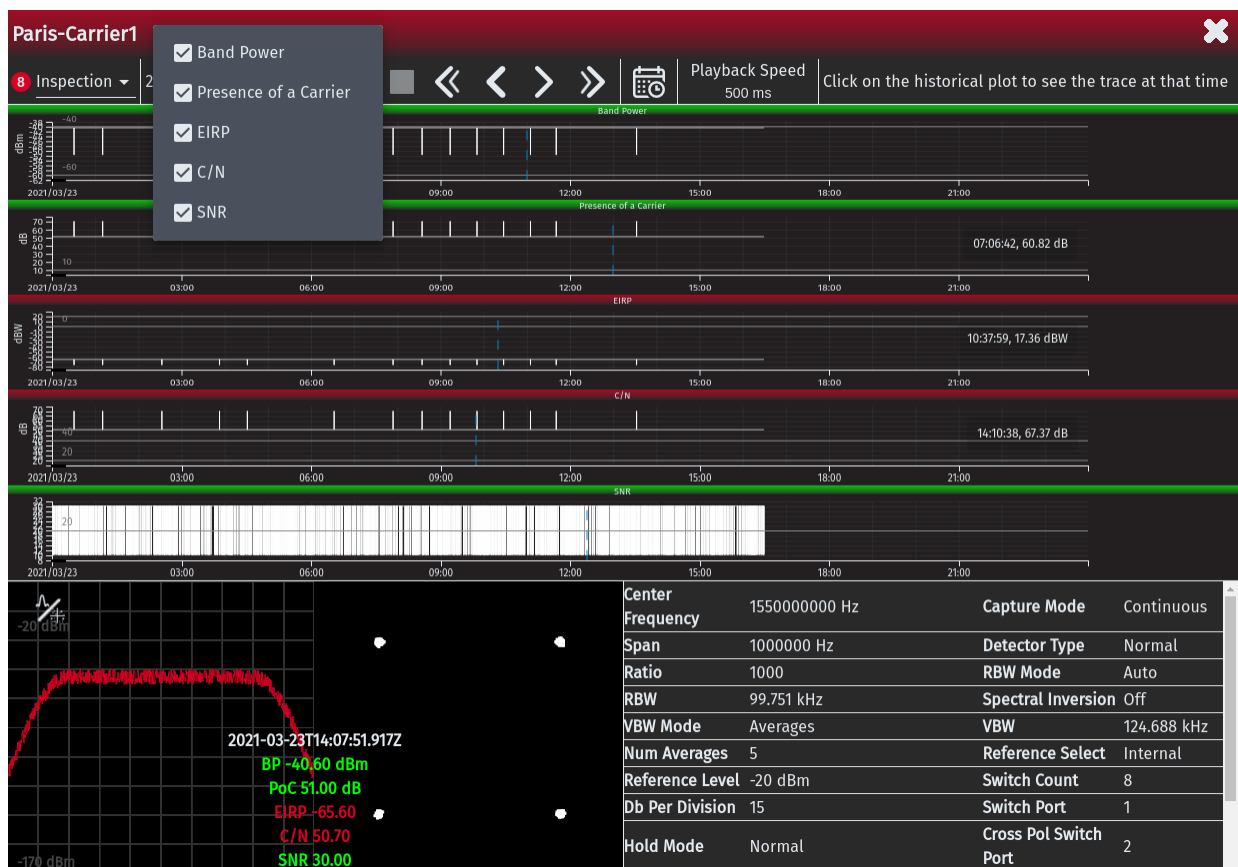 Paris-Carrier1
Band Power
Presence of a Carrier
EIRP
C/N
SNR
8 Inspection
2
Playback Speed
500 ms
Click on the historical plot to see the trace at that time
Band Power
dBm
-40
-60
-62
2021/03/23 09:00 12:00 15:00 18:00 21:00
Presence of a Carrier
dB
70
60
50
40
30
20
10
10
07:06:42, 60.82 dB
2021/03/23 03:00 06:00 09:00 12:00 15:00 18:00 21:00
EIRP
dBW
0
10:37:59, 17.36 dBW
2021/03/23 03:00 06:00 09:00 12:00 15:00 18:00 21:00
C/N
dB
40
20
14:10:38, 67.37 dB
2021/03/23 03:00 06:00 09:00 12:00 15:00 18:00 21:00
SNR
20
2021/03/23 03:00 06:00 09:00 12:00 15:00 18:00 21:00
-20 dBm
2021-03-23T14:07:51.917Z
BP -40.60 dBm
PoC 51.00 dB
EIRP -65.60
C/N 50.70
SNR 30.00
-170 dBm
Center Frequency 1550000000 Hz Capture Mode Continuous
Span 1000000 Hz Detector Type Normal
Ratio 1000 RBW Mode Auto
RBW 99.751 kHz Spectral Inversion Off
VBW Mode Averages VBW 124.688 kHz
Num Averages 5 Reference Select Internal
Reference Level -20 dBm Switch Count 8
Db Per Division 15 Switch Port 1
Hold Mode Normal Cross Pol Switch Port 2